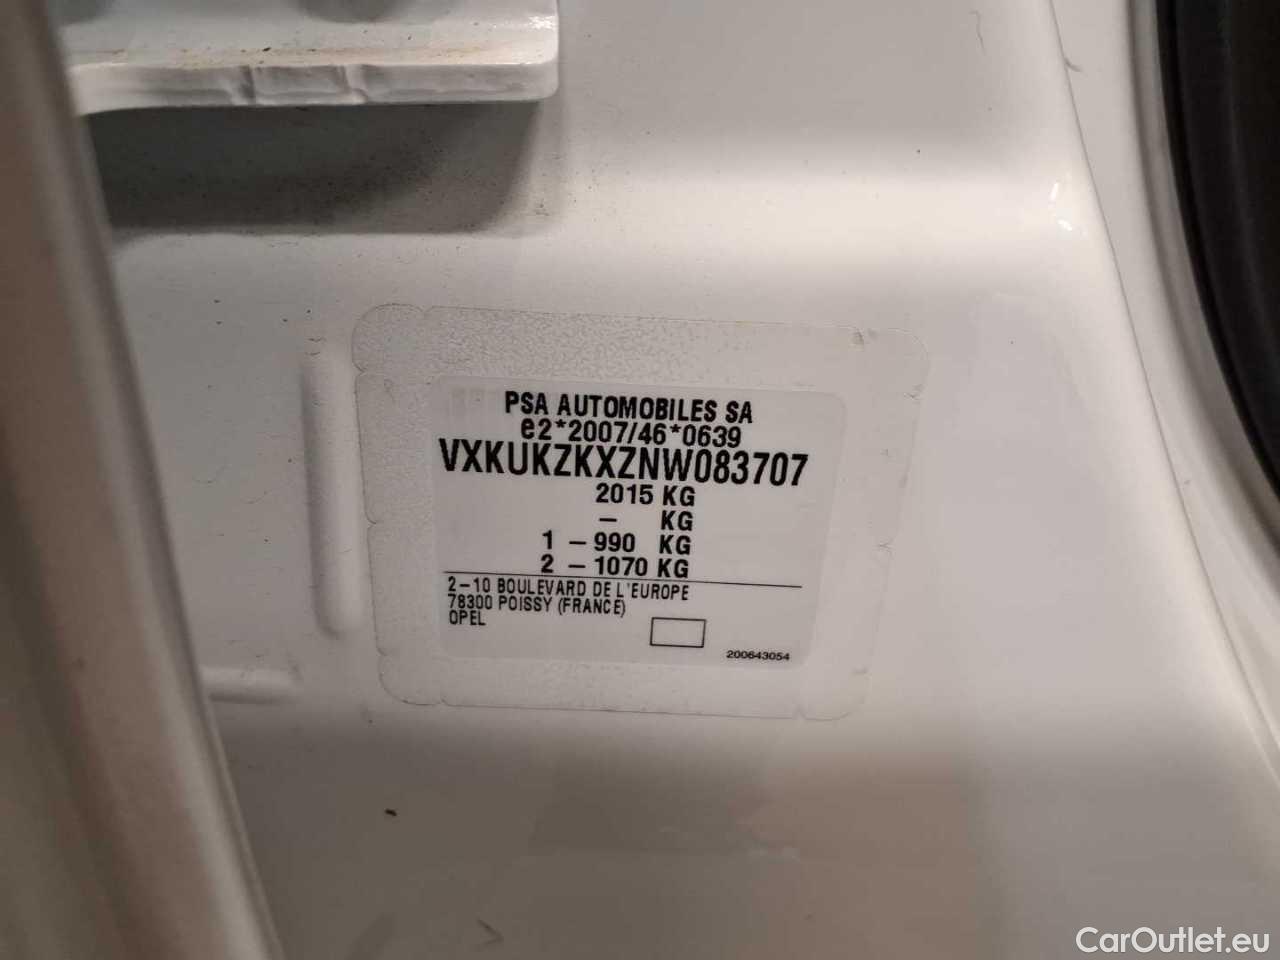 PSA AUTOMOBILES SA
e2*2007/46*0639
VXKUKZKXZNW083707
2015 KG
– KG
1 – 990 KG
2 – 1070 KG
2–10 BOULEVARD DE L'EUROPE
78300 POISSY (FRANCE)
OPEL
200643054
CarOutlet.eu